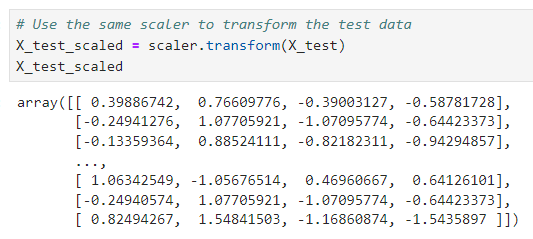 # Use the same scaler to transform the test data
X_test_scaled = scaler.transform(X_test)
X_test_scaled
array([[ 0.39886742,  0.76609776, -0.39003127, -0.58781728],
       [-0.24941276,  1.07705921, -1.07095774, -0.64423373],
       [-0.13359364,  0.88524111, -0.82182311, -0.94294857],
       ...,
       [ 1.06342549, -1.05676514,  0.46960667,  0.64126101],
       [-0.24940574,  1.07705921, -1.07095774, -0.64423373],
       [ 0.82494267,  1.54841503, -1.16860874, -1.5435897 ]])